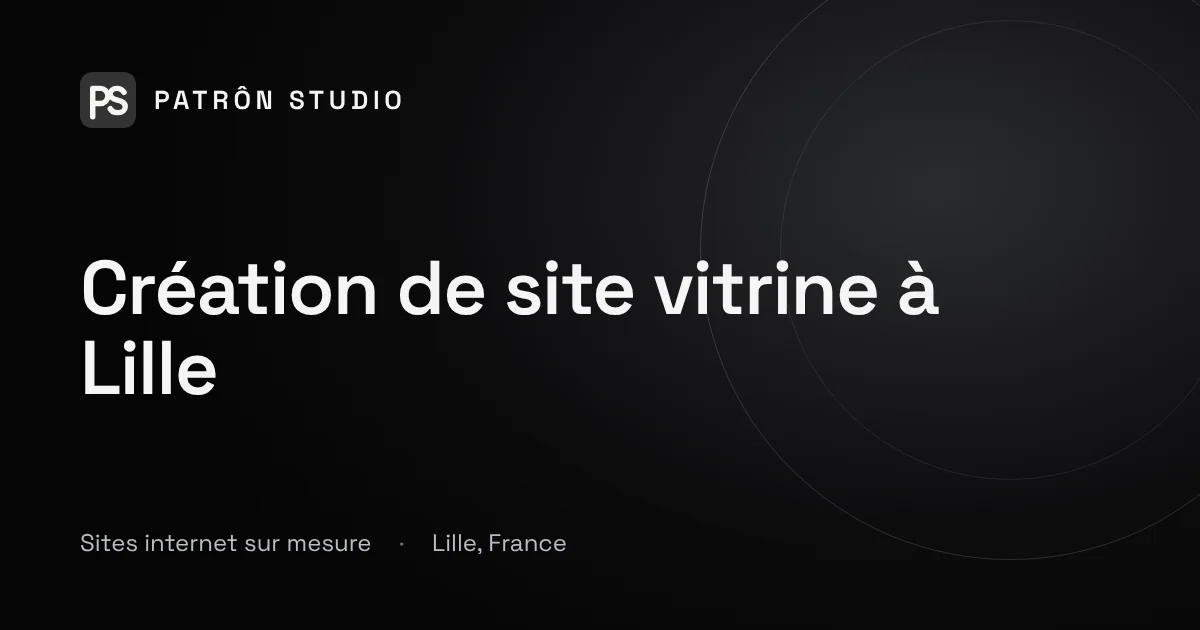 PS PATRÔN STUDIO
Création de site vitrine à
Lille
Sites internet sur mesure · Lille, France